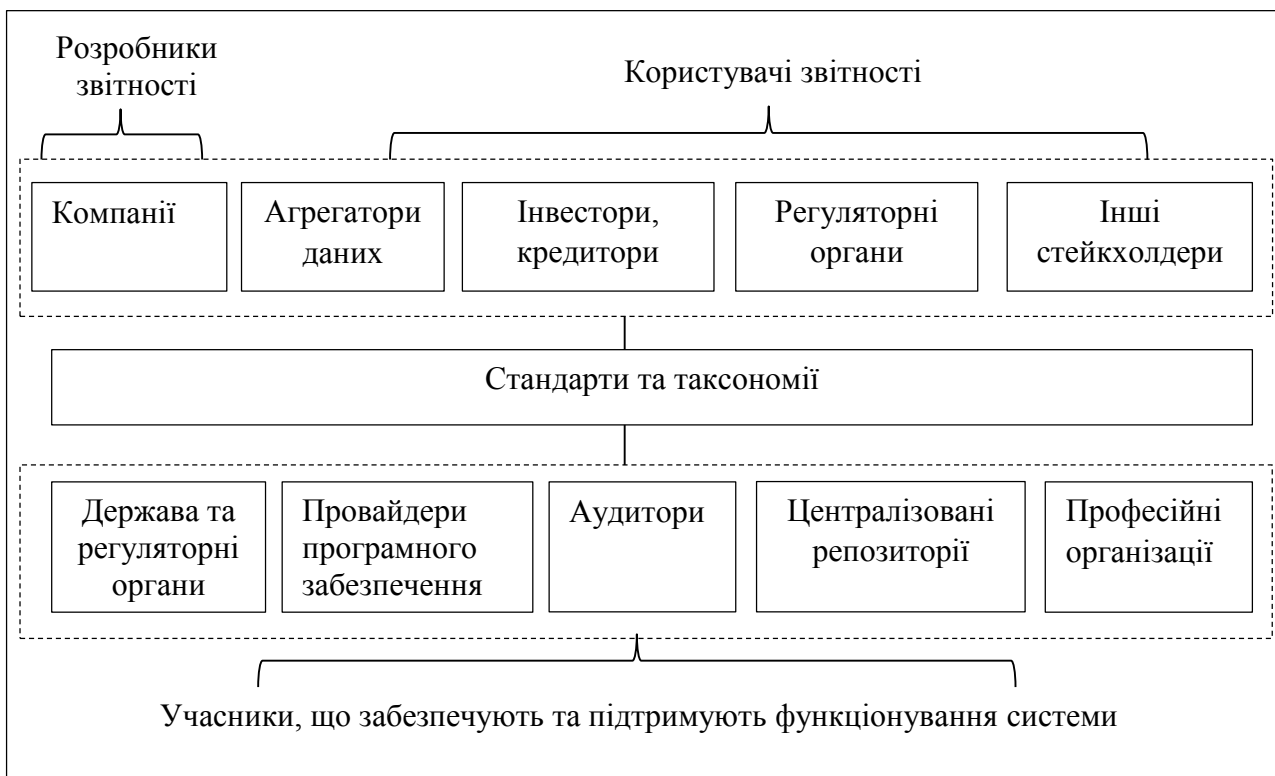 Розробники
звітності
Користувачі звітності
Компанії
Агрегатори
даних
Інвестори,
кредитори
Регуляторні
органи
Інші
стейкхолдери
Стандарти та таксономії
Держава та
регуляторні
органи
Провайдери
програмного
забезпечення
Аудитори
Централізовані
репозиторії
Професійні
організації
Учасники, що забезпечують та підтримують функціонування системи